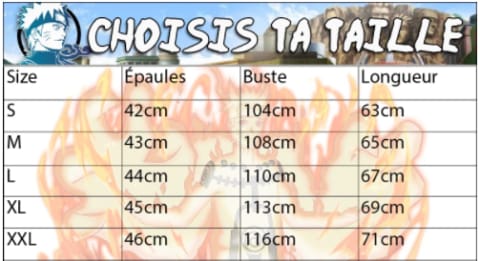 CHOISIS TA TAILLE
Size Épaules Buste Longueur
S 42cm 104cm 63cm
M 43cm 108cm 65cm
L 44cm 110cm 67cm
XL 45cm 113cm 69cm
XXL 46cm 116cm 71cm